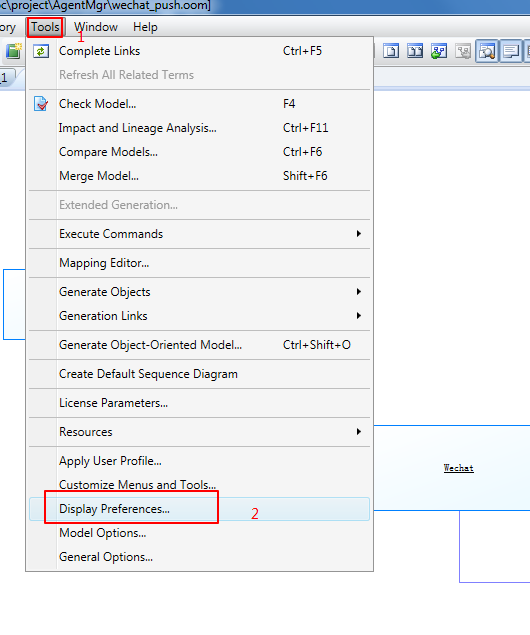 oc\project\AgentMgr\wechat_push.oom]
ory Tools Window Help
1
Complete Links Ctrl+F5
_1
Refresh All Related Terms
Check Model... F4
Impact and Lineage Analysis... Ctrl+F11
Compare Models... Ctrl+F6
Merge Model... Shift+F6
Extended Generation...
Execute Commands
Mapping Editor...
Generate Objects
Generation Links
Generate Object-Oriented Model... Ctrl+Shift+O
Create Default Sequence Diagram
License Parameters...
Resources
Apply User Profile...
Wechat
Customize Menus and Tools...
Display Preferences... 2
Model Options...
General Options...